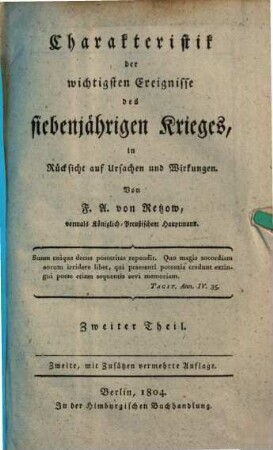 Charakteristik
der
wichtigsten Ereignisse
des
siebenjährigen Krieges,
in
Rücksicht auf Ursachen und Wirkungen.
Von
F. A. von Retzow,
vormals Königlich-Preußischen Hauptmann.
Suum cuique decus posteritas rependit. Quo magis socordiam
eorum irridere libet, qui praesenti potentia credunt extin-
gui posse etiam sequentis aevi memoriam.
TACIT. Ann. IV. 35.
Zweiter Theil.
Zweite, mit Zusätzen vermehrte Auflage.
Berlin, 1804.
In der Himburgischen Buchhandlung.